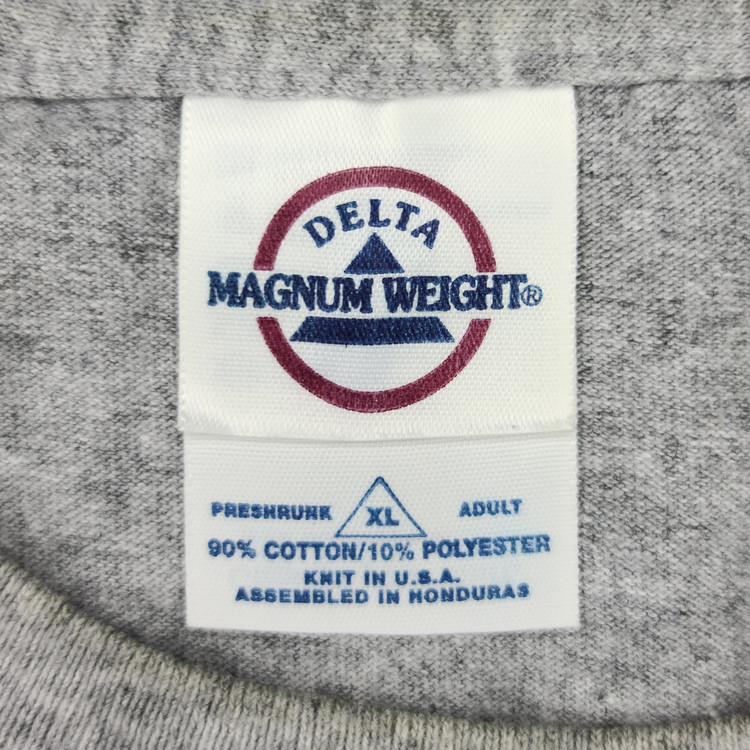 DELTA
MAGNUM WEIGHT®
PRESHRUNK XL ADULT
90% COTTON/10% POLYESTER
KNIT IN U.S.A.
ASSEMBLED IN HONDURAS